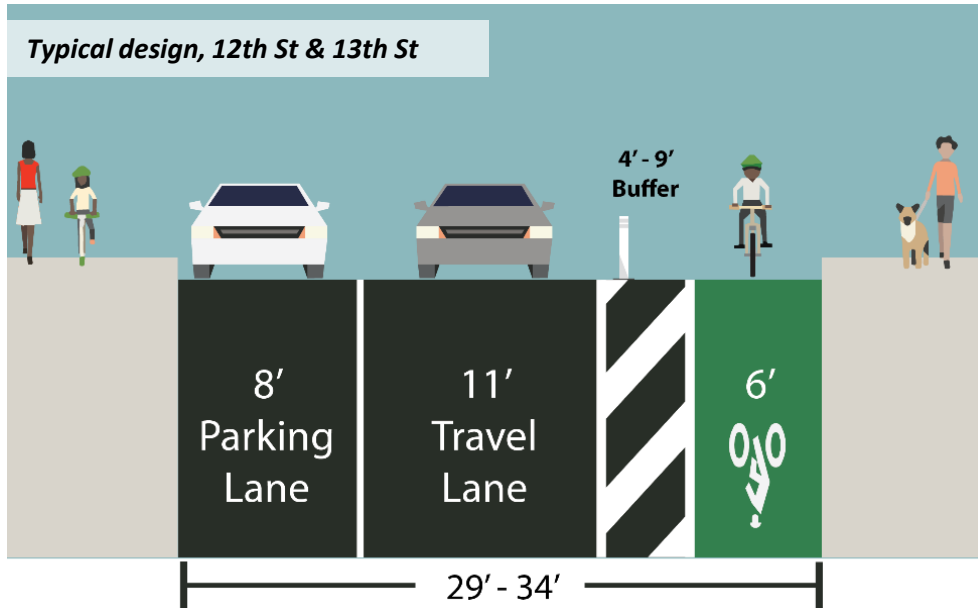 Typical design, 12th St & 13th St
4’ - 9’
Buffer
8’
Parking
Lane
11’
Travel
Lane
6’
29’ - 34’